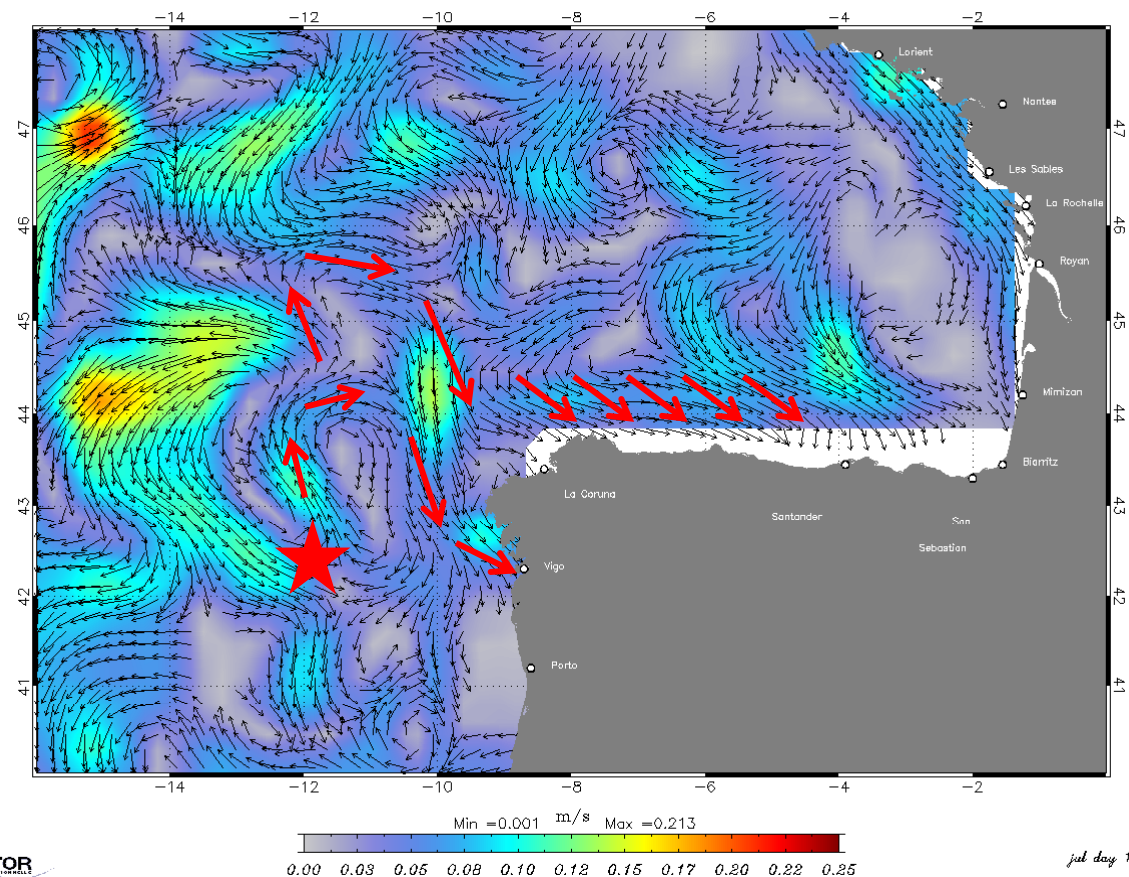 -14 -12 -10 -8 -6 -4 -2 0
Lorient
Nantes
47 47
Les Sables
La Rochelle
46 46
Royan
45 45
Mimizan
44 44
Biarritz
La Coruna
43 43
Santander
San
Sebastian
Vigo
42 42
Porto
41 41
-14 -12 -10 -8 -6 -4 -2
Min =0.001 m/s Max =0.213
0.00 0.03 0.05 0.08 0.10 0.12 0.15 0.17 0.20 0.22 0.25
TOR
jul day 1